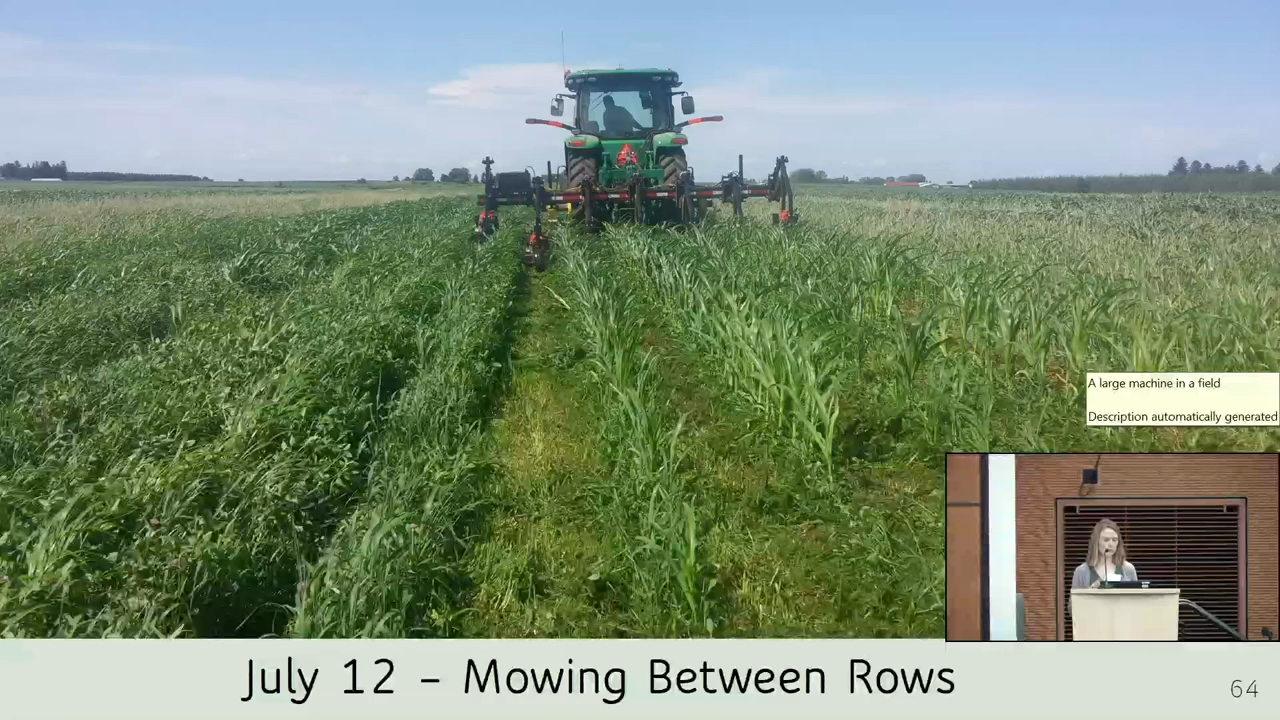 A large machine in a field
Description automatically generated
July 12 - Mowing Between Rows
64